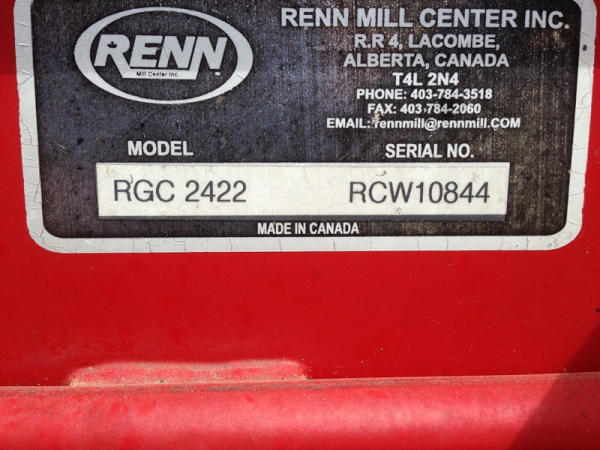 RENN
Mill Center Inc.
RENN MILL CENTER INC.
R.R 4, LACOMBE,
ALBERTA, CANADA
T4L 2N4
PHONE: 403-784-3518
FAX: 403-784-2060
EMAIL: rennmill@rennmill.COM
MODEL SERIAL NO.
RGC 2422 RCW10844
MADE IN CANADA